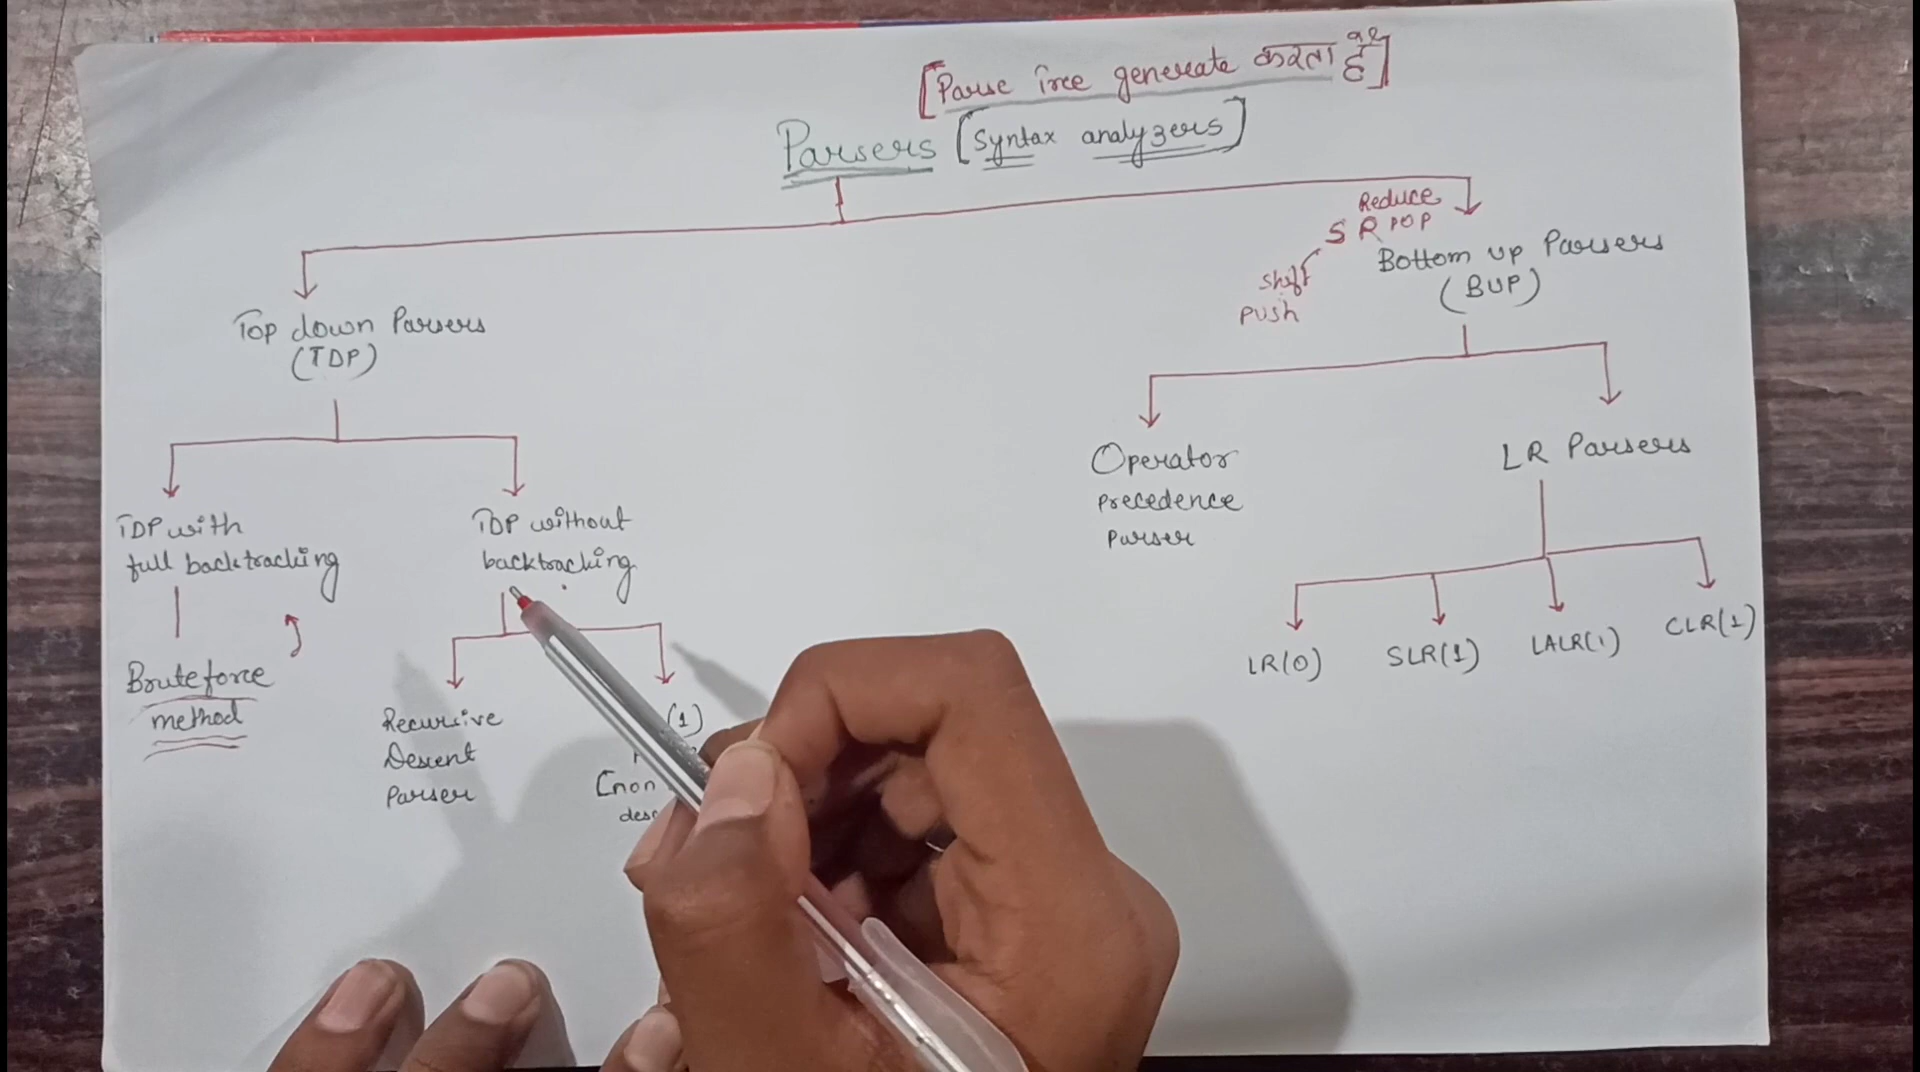 [Parse Tree generate करता है]
Parsers [Syntax analyzers]
Reduce
S R POP
Shift
PUSH
Bottom up Parsers
(BUP)
Top down Parsers
(TDP)
Operator
precedence
parser
LR Parsers
TDP with
full backtracking
TDP without
backtracking
LR(0)
SLR(1)
LALR(1)
CLR(1)
Bruteforce
method
Recursive
Descent
Parser
(1)
[non
desc